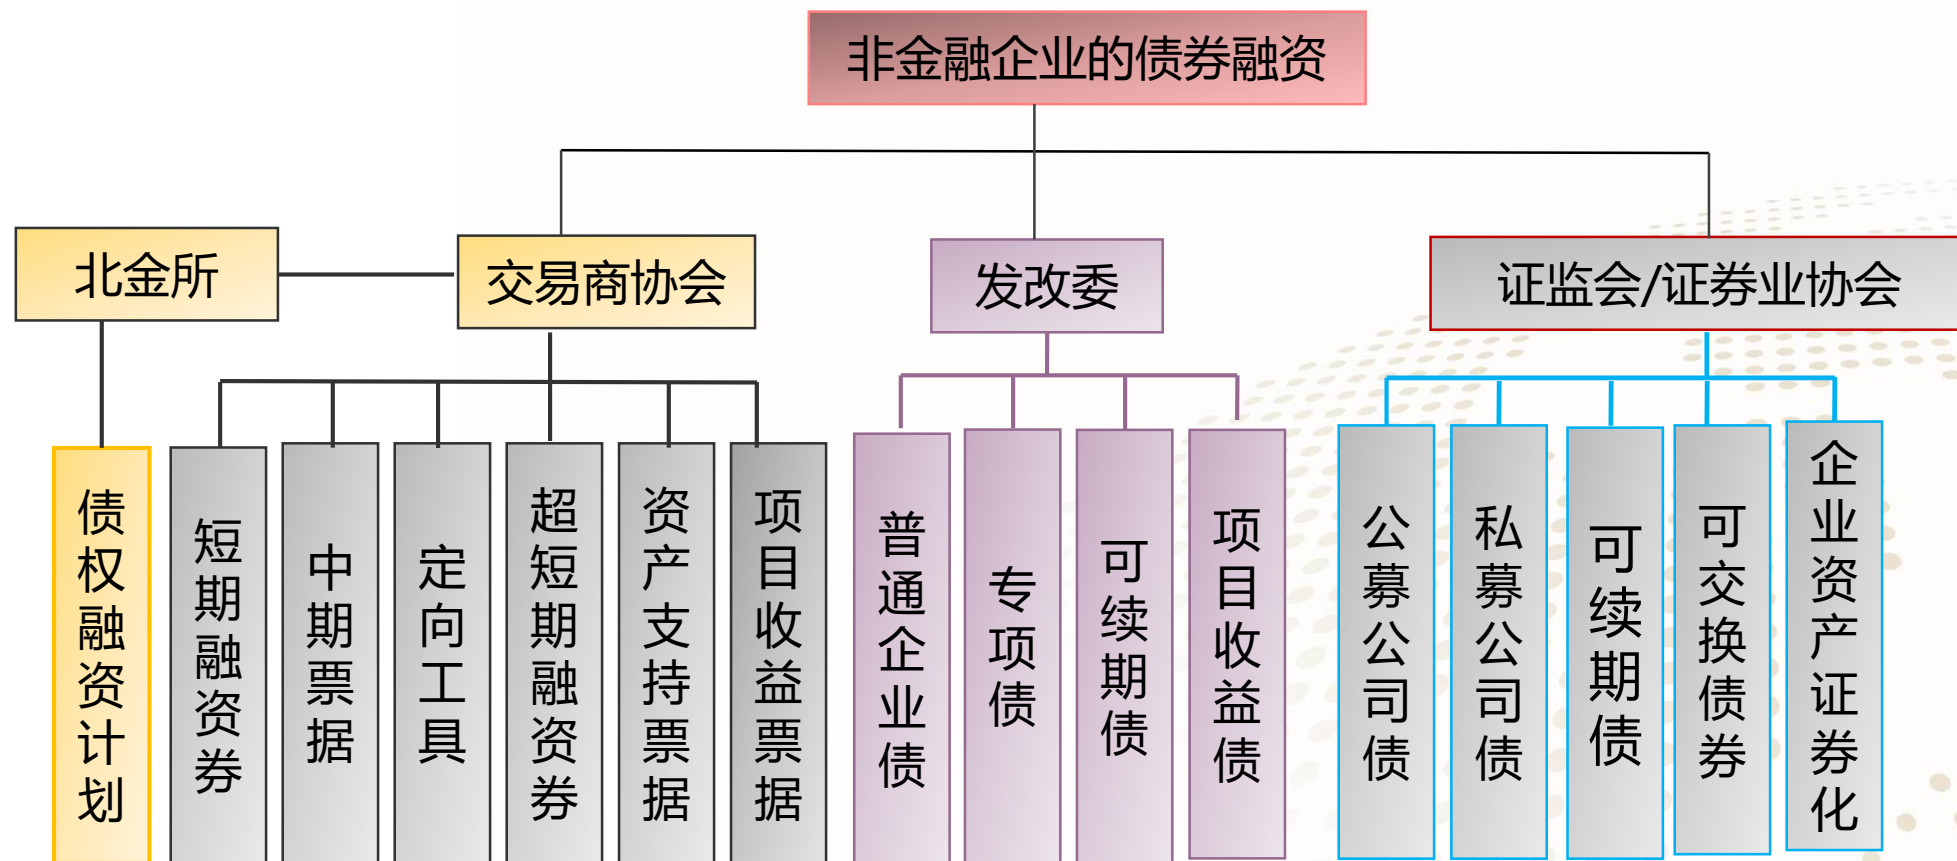 非金融企业的债券融资
北金所
交易商协会
发改委
证监会/证券业协会
债权融资计划
短期融资券
中期票据
定向工具
超短期融资券
资产支持票据
项目收益票据
普通企业债
专项债
可续期债
项目收益债
公募公司债
私募公司债
可续期债
可交换债券
企业资产证券化